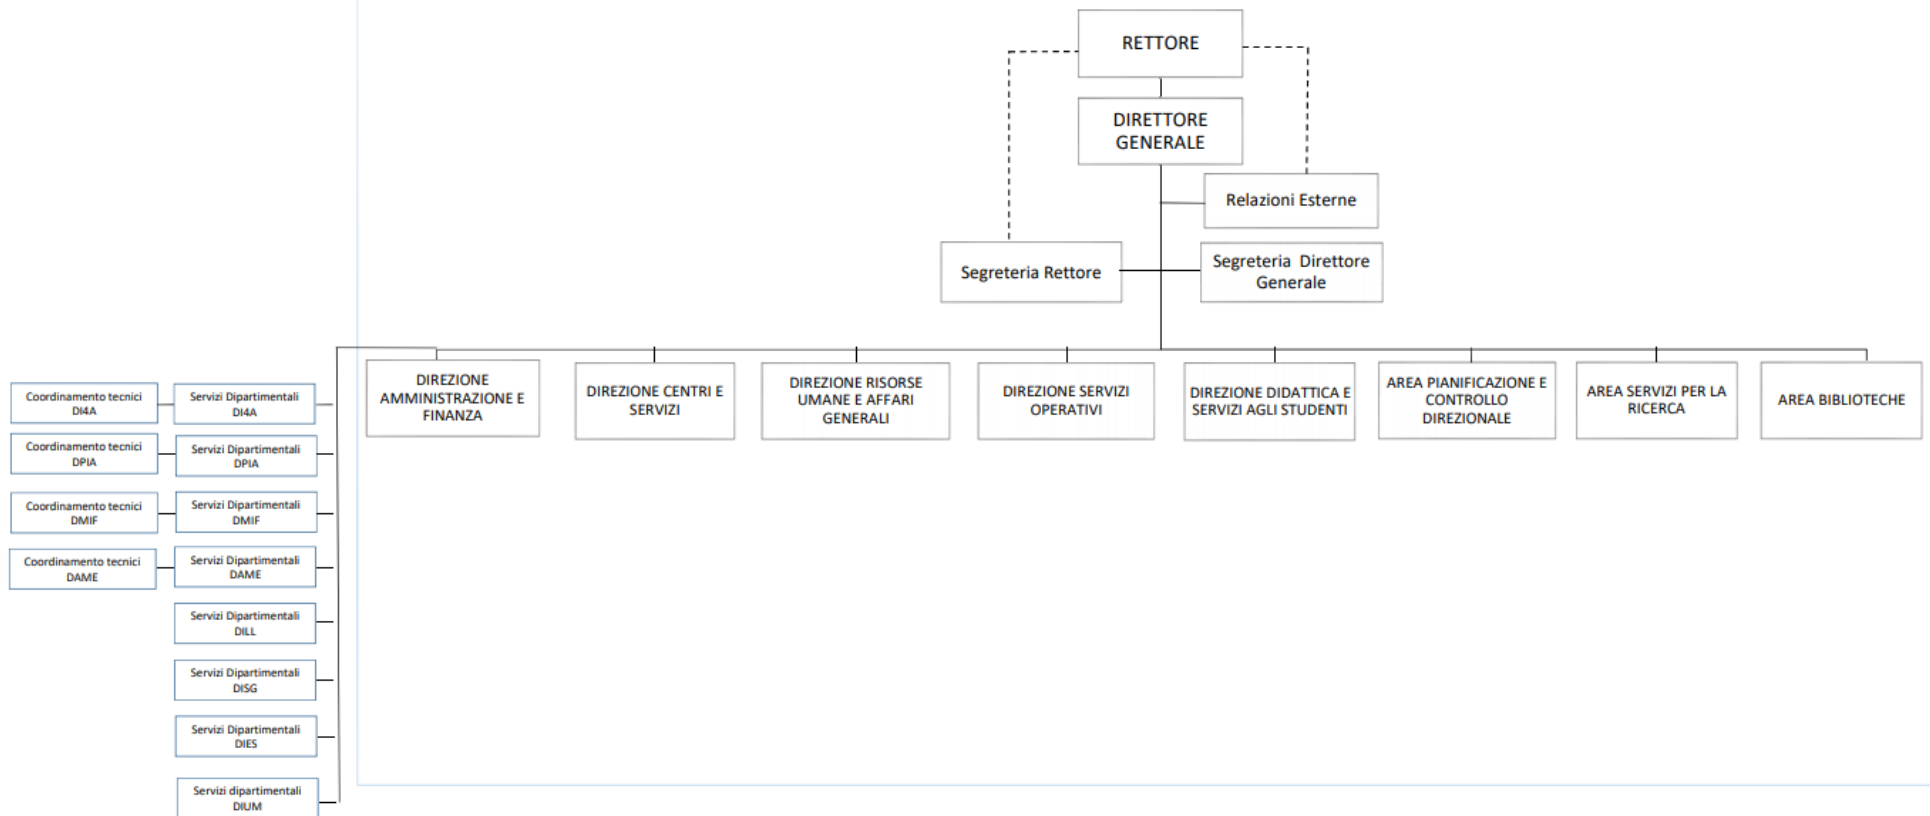 RETTORE
DIRETTORE
GENERALE
Relazioni Esterne
Segreteria Rettore
Segreteria Direttore
Generale
DIREZIONE
AMMINISTRAZIONE E
FINANZA
DIREZIONE CENTRI E
SERVIZI
DIREZIONE RISORSE
UMANE E AFFARI
GENERALI
DIREZIONE SERVIZI
OPERATIVI
DIREZIONE DIDATTICA E
SERVIZI AGLI STUDENTI
AREA PIANIFICAZIONE E
CONTROLLO
DIREZIONALE
AREA SERVIZI PER LA
RICERCA
AREA BIBLIOTECHE
Coordinamento tecnici
DI4A
Servizi Dipartimentali
DI4A
Coordinamento tecnici
DPIA
Servizi Dipartimentali
DPIA
Coordinamento tecnici
DMIF
Servizi Dipartimentali
DMIF
Coordinamento tecnici
DAME
Servizi Dipartimentali
DAME
Servizi Dipartimentali
DILL
Servizi Dipartimentali
DISG
Servizi Dipartimentali
DIES
Servizi dipartimentali
DIUM